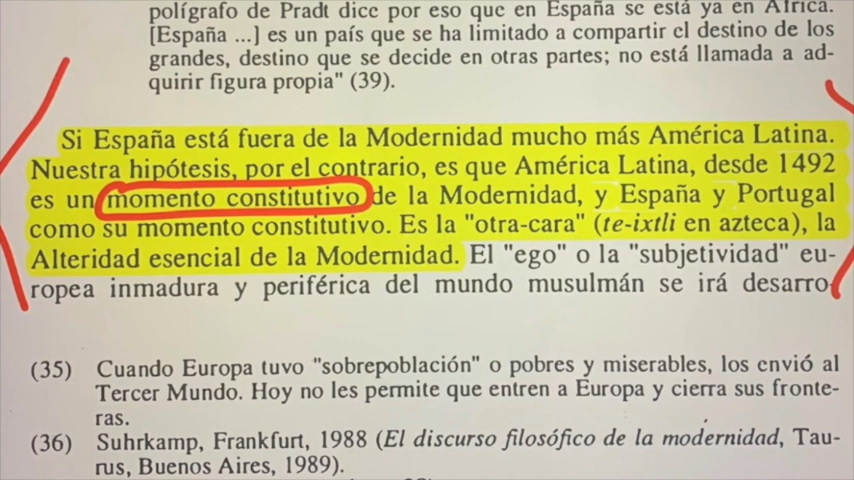 polígrafo de Pradt dice por eso que en España se está ya en África.
[España ...] es un país que se ha limitado a compartir el destino de los
grandes, destino que se decide en otras partes; no está llamada a ad-
quirir figura propia" (39).
Si España está fuera de la Modernidad mucho más América Latina.
Nuestra hipótesis, por el contrario, es que América Latina, desde 1492
es un momento constitutivo de la Modernidad, y España y Portugal
como su momento constitutivo. Es la "otra-cara" (te-ixtli en azteca), la
Alteridad esencial de la Modernidad. El "ego" o la "subjetividad" eu-
ropea inmadura y periférica del mundo musulmán se irá desarro-
(35) Cuando Europa tuvo "sobrepoblación" o pobres y miserables, los envió al
Tercer Mundo. Hoy no les permite que entren a Europa y cierra sus fronte-
ras.
(36) Suhrkamp, Frankfurt, 1988 (El discurso filosófico de la modernidad, Tau-
rus, Buenos Aires, 1989).